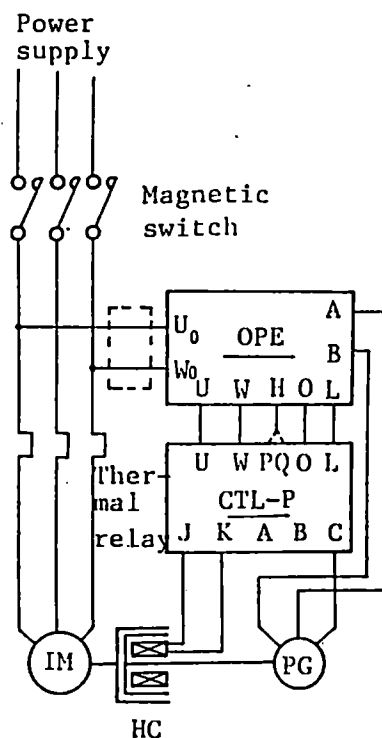 Power
supply
Magnetic
switch
A
U0 OPE
B
W0
U W H O L
U W PQ O L
Ther-
mal
relay
CTL-P
J K A B C
IM
PG
HC